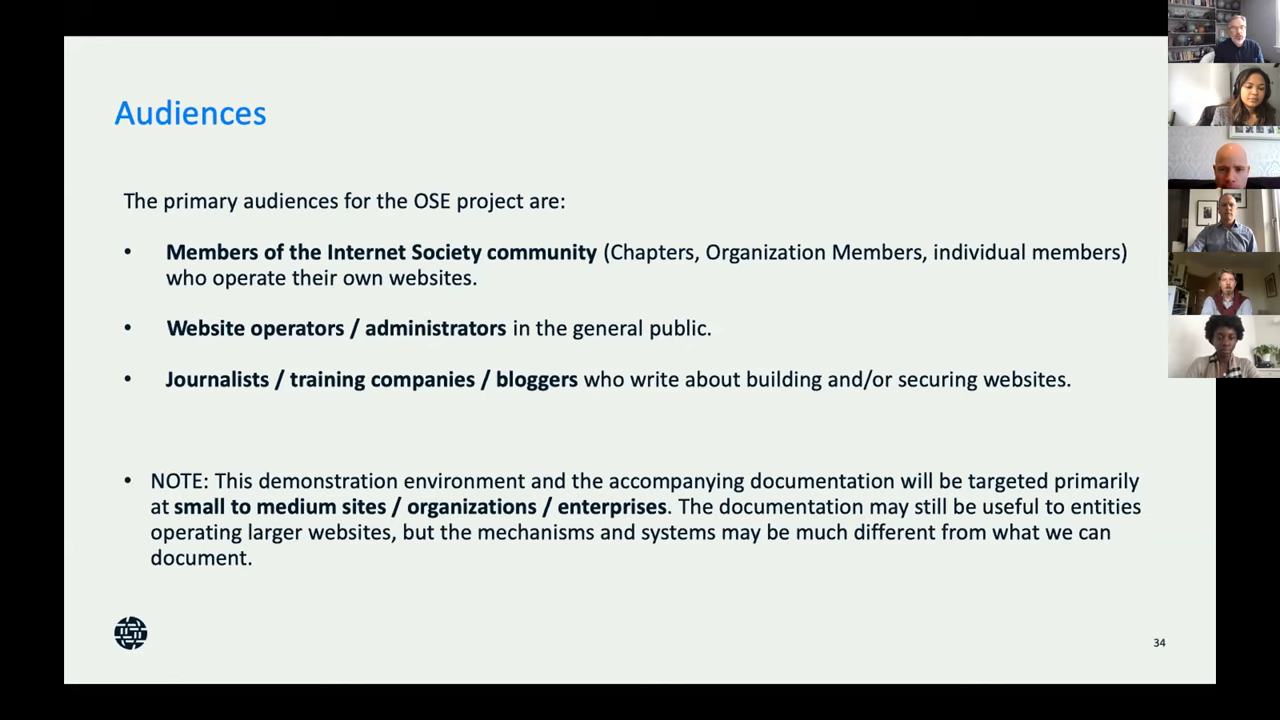 Audiences
The primary audiences for the OSE project are:
• Members of the Internet Society community (Chapters, Organization Members, individual members)
who operate their own websites.
• Website operators / administrators in the general public.
• Journalists / training companies / bloggers who write about building and/or securing websites.
• NOTE: This demonstration environment and the accompanying documentation will be targeted primarily
at small to medium sites / organizations / enterprises. The documentation may still be useful to entities
operating larger websites, but the mechanisms and systems may be much different from what we can
document.
34